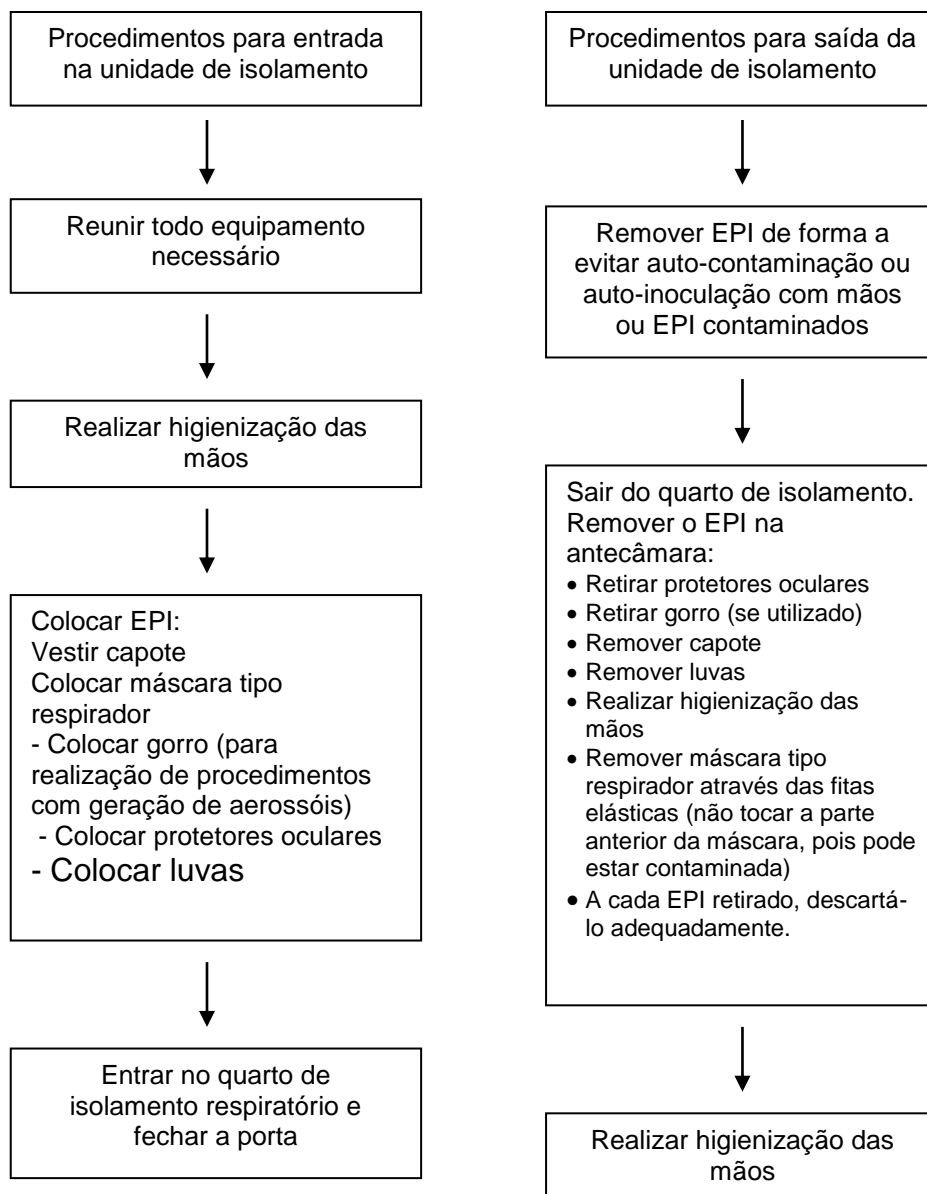 Procedimentos para entrada
na unidade de isolamento
Reunir todo equipamento
necessário
Realizar higienização das
mãos
Colocar EPI:
Vestir capote
Colocar máscara tipo
respirador
- Colocar gorro (para
realização de procedimentos
com geração de aerossóis)
- Colocar protetores oculares
- Colocar luvas
Entrar no quarto de
isolamento respiratório e
fechar a porta
Procedimentos para saída da
unidade de isolamento
Remover EPI de forma a
evitar auto-contaminação ou
auto-inoculação com mãos
ou EPI contaminados
Sair do quarto de isolamento.
Remover o EPI na
antecâmara:
• Retirar protetores oculares
• Retirar gorro (se utilizado)
• Remover capote
• Remover luvas
• Realizar higienização das
mãos
• Remover máscara tipo
respirador através das fitas
elásticas (não tocar a parte
anterior da máscara, pois pode
estar contaminada)
• A cada EPI retirado, descartá-
lo adequadamente.
Realizar higienização das
mãos